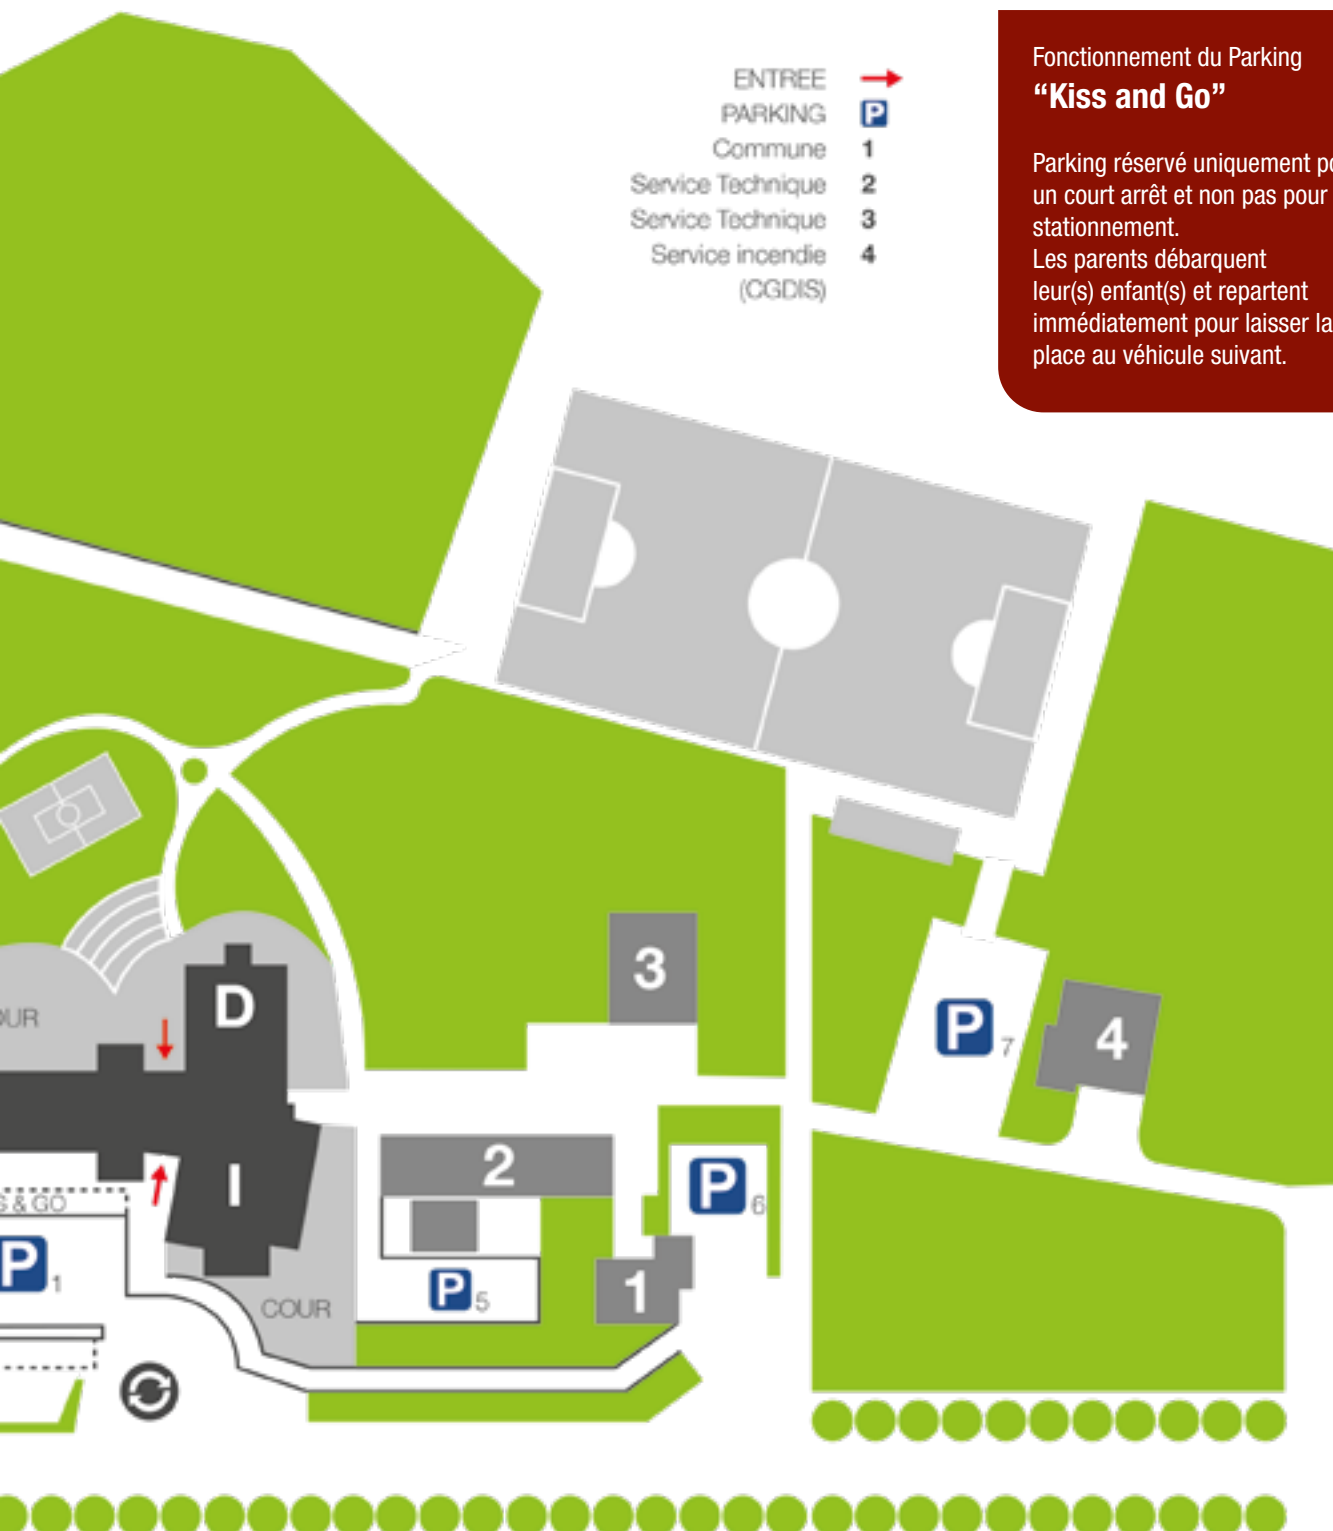 ENTREE
PARKING P
Commune 1
Service Technique 2
Service Technique 3
Service incendie 4
(CGDIS)
Fonctionnement du Parking
“Kiss and Go”
Parking réservé uniquement
un court arrêt et non pas pour
stationnement.
Les parents débarquent
leur(s) enfant(s) et repartent
immédiatement pour laisser la
place au véhicule suivant.
3
D
P 7
4
2
P 6
I
& GO
P 1
P 5
1
COUR